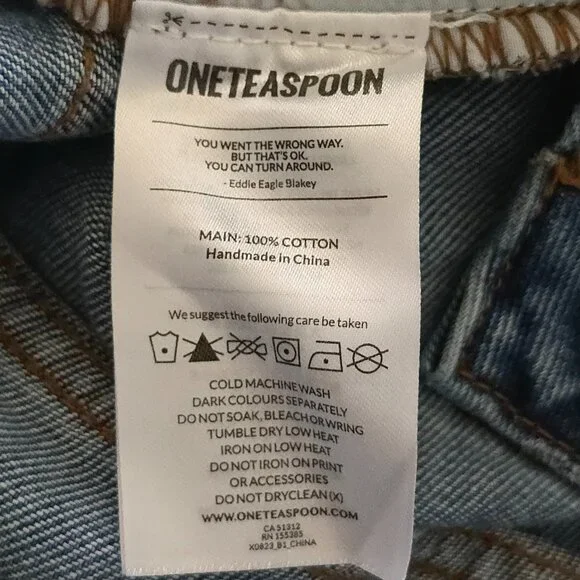 ONETEASPOON
YOU WENT THE WRONG WAY.
BUT THAT'S OK.
YOU CAN TURN AROUND.
- Eddie Eagle Blakey
MAIN: 100% COTTON
Handmade in China
We suggest the following care be taken
COLD MACHINE WASH
DARK COLOURS SEPARATELY
DO NOT SOAK, BLEACH OR WRING
TUMBLE DRY LOW HEAT
IRON ON LOW HEAT
DO NOT IRON ON PRINT
OR ACCESSORIES
DO NOT DRYCLEAN (X)
WWW.ONETEASPOON.COM
CA 51312
RN 155385
X0823_B1_CHINA